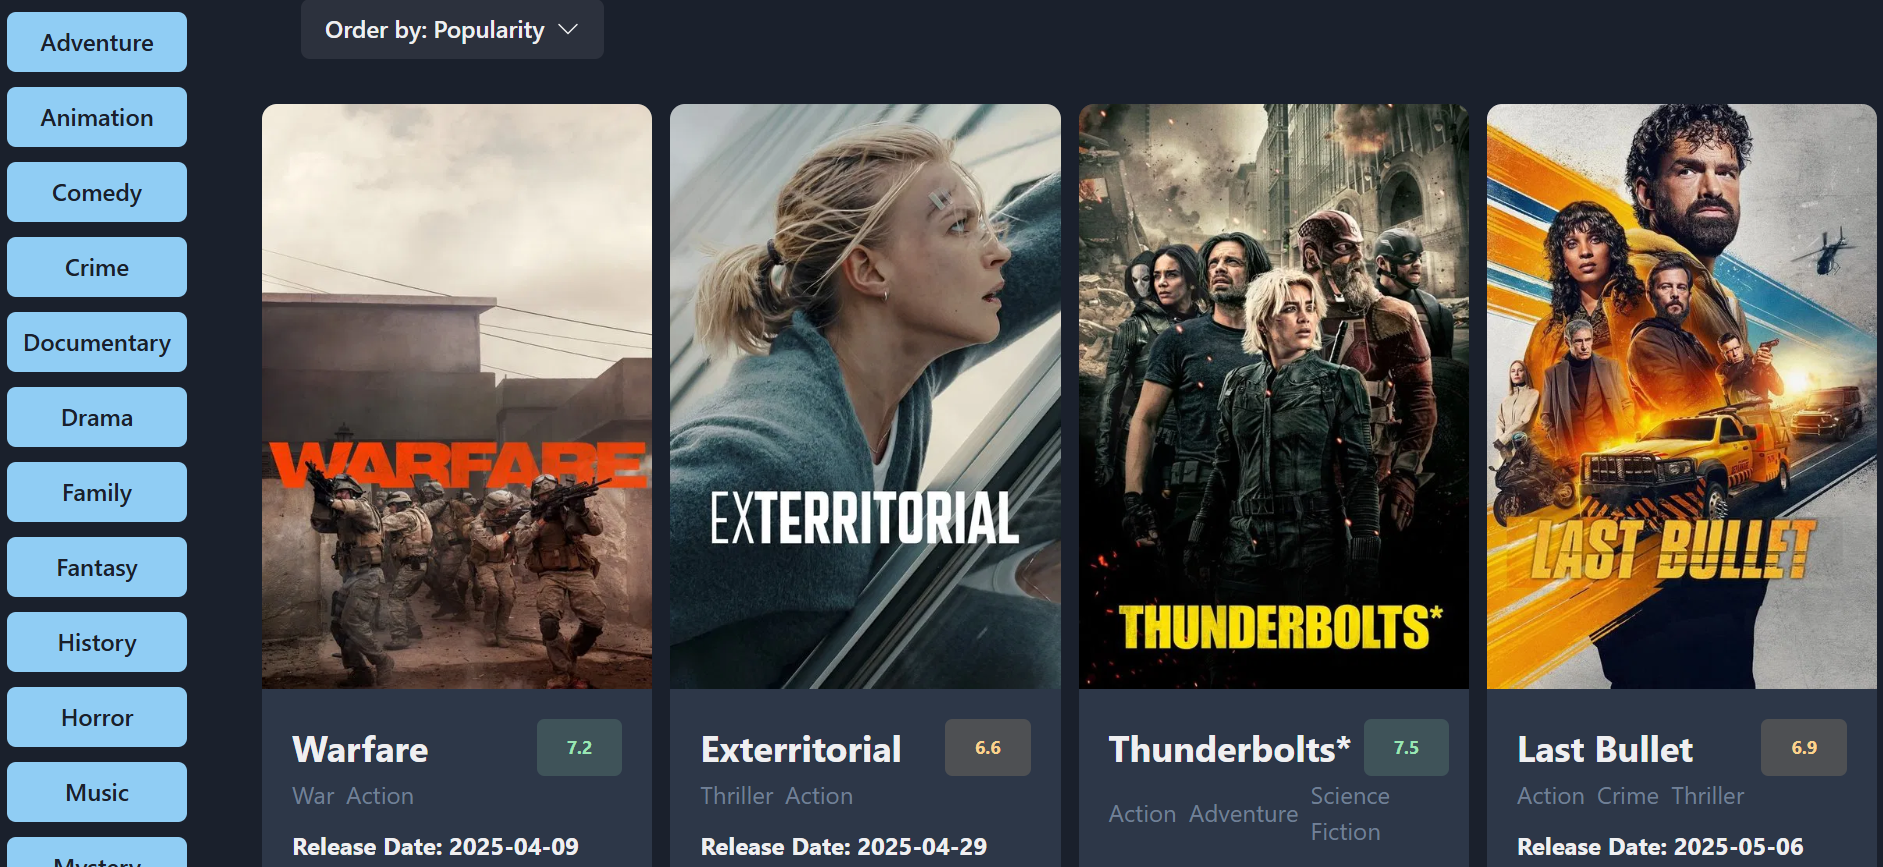 Order by: Popularity
Adventure
Animation
Comedy
Crime
Documentary
Drama
Family
Fantasy
History
Horror
Music
Mystery
WARFARE
Warfare
7.2
War Action
Release Date: 2025-04-09
EXTERRITORIAL
Exterritorial
6.6
Thriller Action
Release Date: 2025-04-29
THUNDERBOLTS*
Thunderbolts*
7.5
Action Adventure Science
Fiction
LAST BULLET
Last Bullet
6.9
Action Crime Thriller
Release Date: 2025-05-06